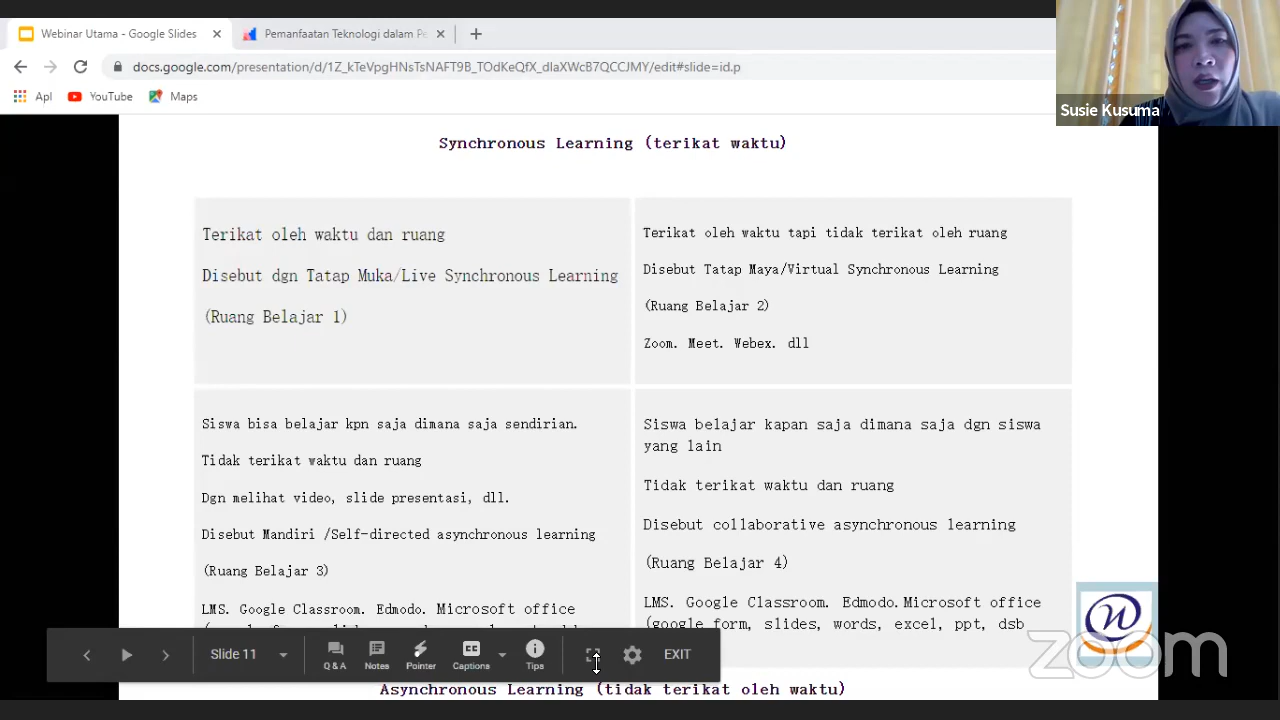 Webinar Utama - Google Slides
Pemanfaatan Teknologi dalam Pe
docs.google.com/presentation/d/1Z_kTeVpgHNsTsNAFT9B_TOdKeQfX_dIaXWcB7QCCJMY/edit#slide=id.p
Apl YouTube Maps
Susie Kusuma
Synchronous Learning (terikat waktu)
Terikat oleh waktu dan ruang
Disebut dgn Tatap Muka/Live Synchronous Learning
(Ruang Belajar 1)
Terikat oleh waktu tapi tidak terikat oleh ruang
Disebut Tatap Maya/Virtual Synchronous Learning
(Ruang Belajar 2)
Zoom. Meet. Webex. dll
Siswa bisa belajar kpn saja dimana saja sendirian.
Tidak terikat waktu dan ruang
Dgn melihat video, slide presentasi, dll.
Disebut Mandiri /Self-directed asynchronous learning
(Ruang Belajar 3)
LMS. Google Classroom. Edmodo. Microsoft office
Siswa belajar kapan saja dimana saja dgn siswa
yang lain
Tidak terikat waktu dan ruang
Disebut collaborative asynchronous learning
(Ruang Belajar 4)
LMS. Google Classroom. Edmodo. Microsoft office
(google form, slides, words, excel, ppt, dsb
Slide 11
Q & A Notes Pointer Captions Tips
EXIT
zoom
Asynchronous Learning (tidak terikat oleh waktu)